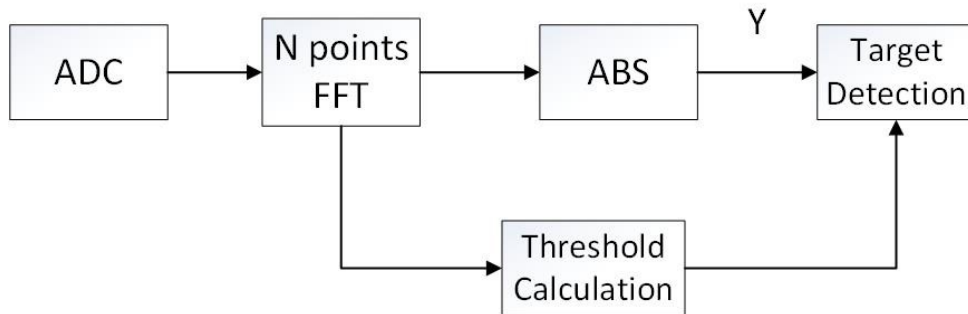 Y
ADC
N points
FFT
ABS
Target
Detection
Threshold
Calculation